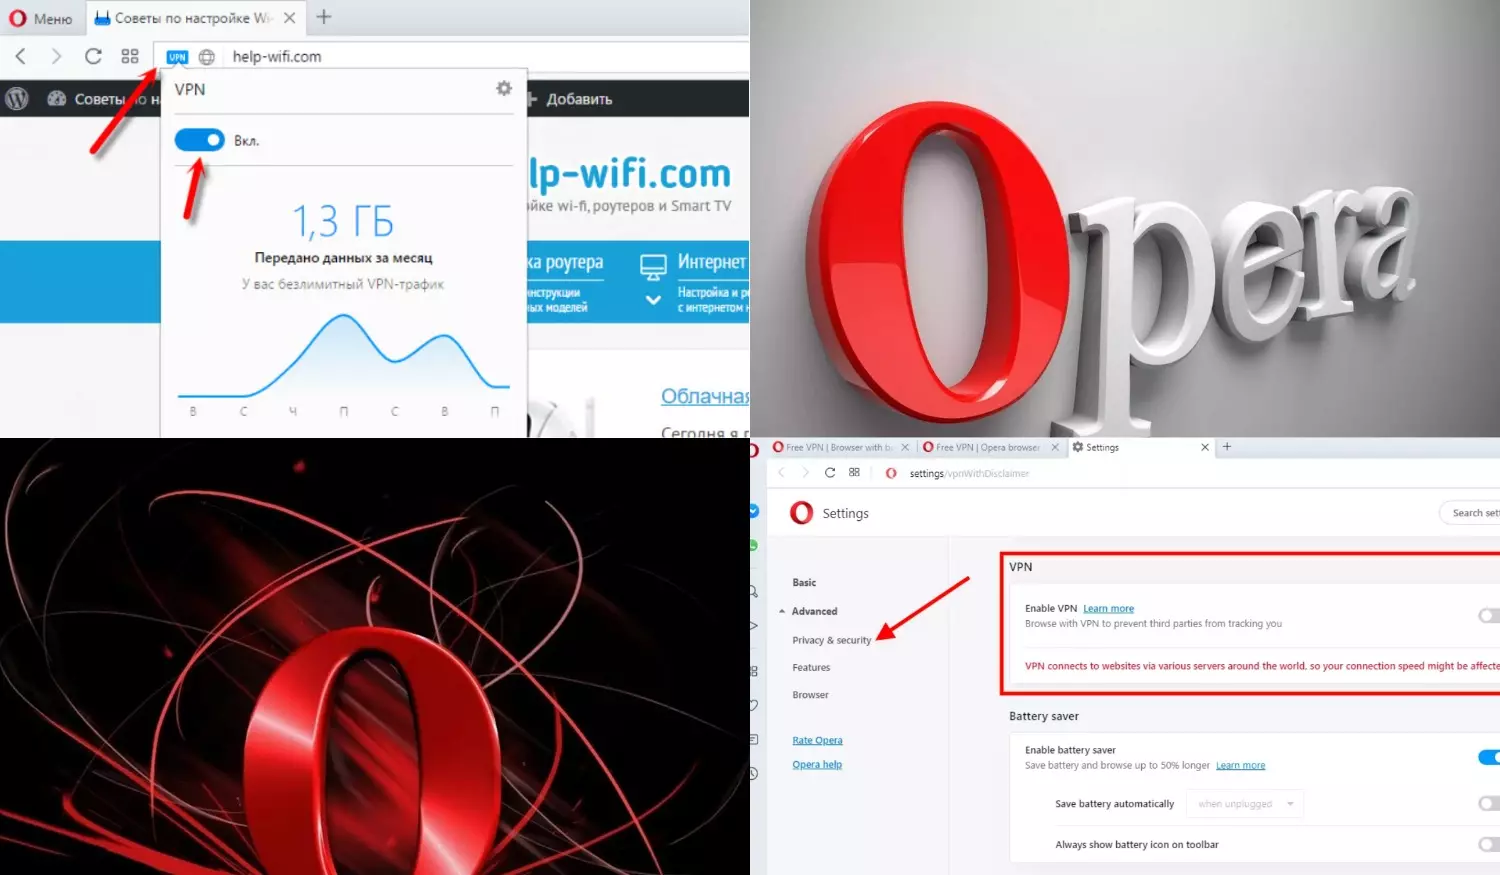 Меню
Советы по настройке Wi
VPN
help-wifi.com
Советы по на
Добавить
VPN
Вкл.
lp-wifi.com
йке wi-fi, роутеров и Smart TV
1,3 ГБ
Передано данных за месяц
У вас безлимитный VPN-трафик
ка роутера
нструкции
ых моделей
Интернет
Настройка и р
с интернетом
В С Ч П С В П
Облачная
Сегодня я п
Opera
Free VPN | Browser with b
Free VPN | Opera browser
Settings
settings/vpnWithDisclaimer
Settings
Search sett
Basic
Advanced
Privacy & security
Features
Browser
Rate Opera
Opera help
VPN
Enable VPN Learn more
Browse with VPN to prevent third parties from tracking you
VPN connects to websites via various servers around the world, so your connection speed might be affecte
Battery saver
Enable battery saver
Save battery and browse up to 50% longer Learn more
Save battery automatically when unplugged
Always show battery icon on toolbar